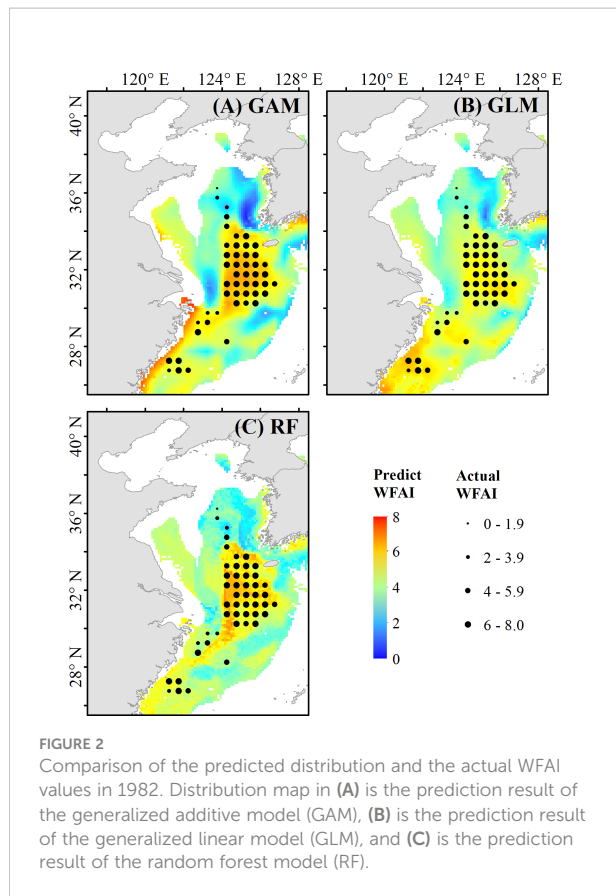 120° E 124° E 128° E
120° E 124° E 128° E
(A) GAM
(B) GLM
40° N
36° N
32° N
28° N
(C) RF
40° N
36° N
32° N
28° N
Predict WFAI
8
6
4
2
0
Actual WFAI
0 - 1.9
2 - 3.9
4 - 5.9
6 - 8.0
FIGURE 2
Comparison of the predicted distribution and the actual WFAI
values in 1982. Distribution map in (A) is the prediction result of
the generalized additive model (GAM), (B) is the prediction result
of the generalized linear model (GLM), and (C) is the prediction
result of the random forest model (RF).